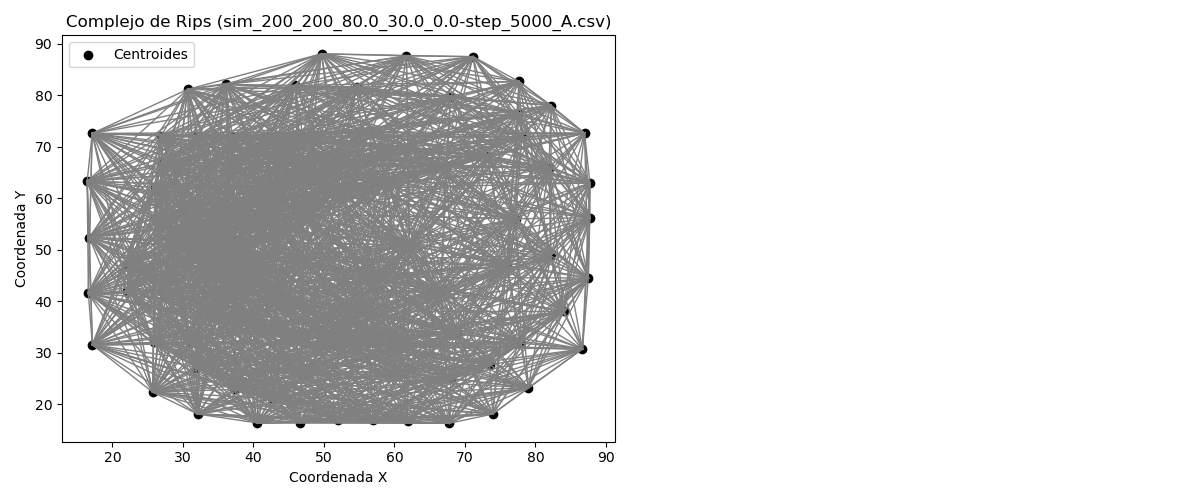 Complejo de Rips (sim_200_200_80.0_30.0_0.0-step_5000_A.csv)
Centroides
90
80
70
60
50
40
30
20
Coordenada Y
20 30 40 50 60 70 80 90
Coordenada X